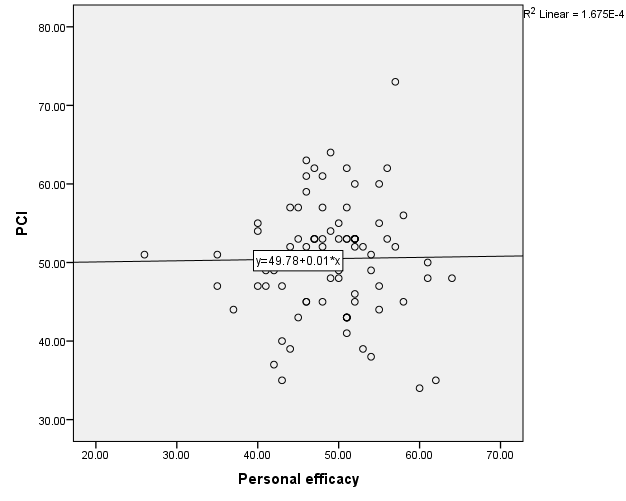 R2 Linear = 1.675E-4
80.00
70.00
60.00
50.00
40.00
30.00
PCI
y=49.78+0.01*x
20.00 30.00 40.00 50.00 60.00 70.00
Personal efficacy